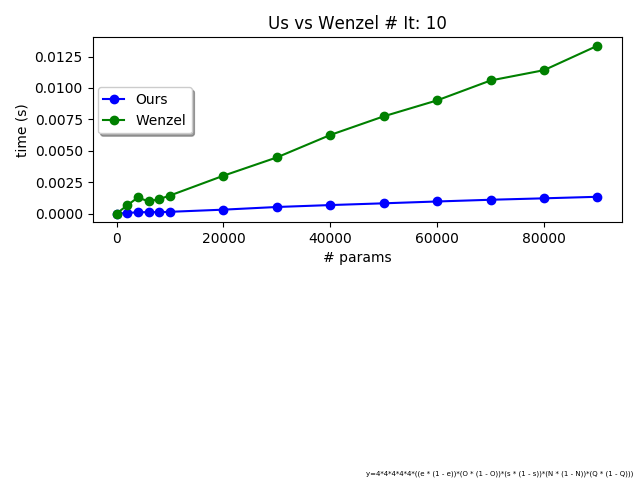 Us vs Wenzel # It: 10
time (s)
0.0125
0.0100
0.0075
0.0050
0.0025
0.0000
Ours
Wenzel
0 20000 40000 60000 80000
# params
y=4*4*4*4*4*((e * (1 - e))*(O * (1 - O))*(s * (1 - s))*(N * (1 - N))*(Q * (1 - Q)))